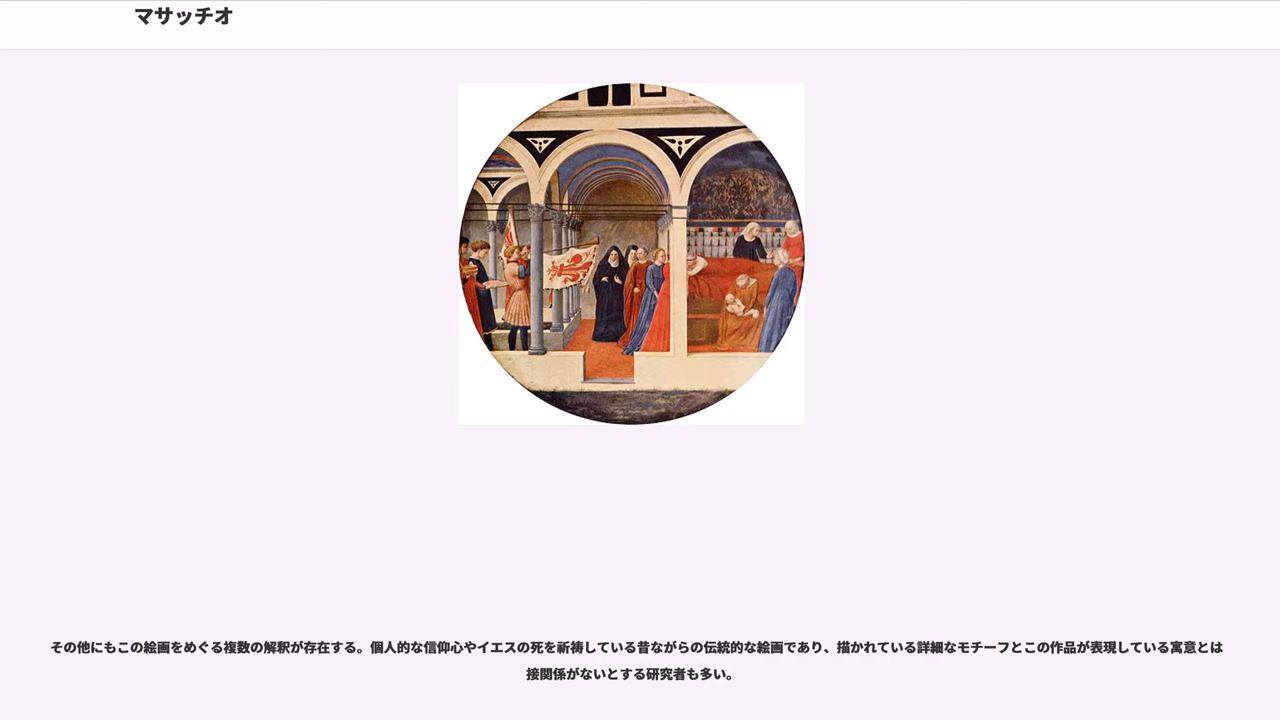 マサッチオ
その他にもこの絵画をめぐる複数の解釈が存在する。個人的な信仰心やイエスの死を祈祷している昔ながらの伝統的な絵画であり、描かれている詳細なモチーフとこの作品が表現している寓意とは
接関係がないとする研究者も多い。